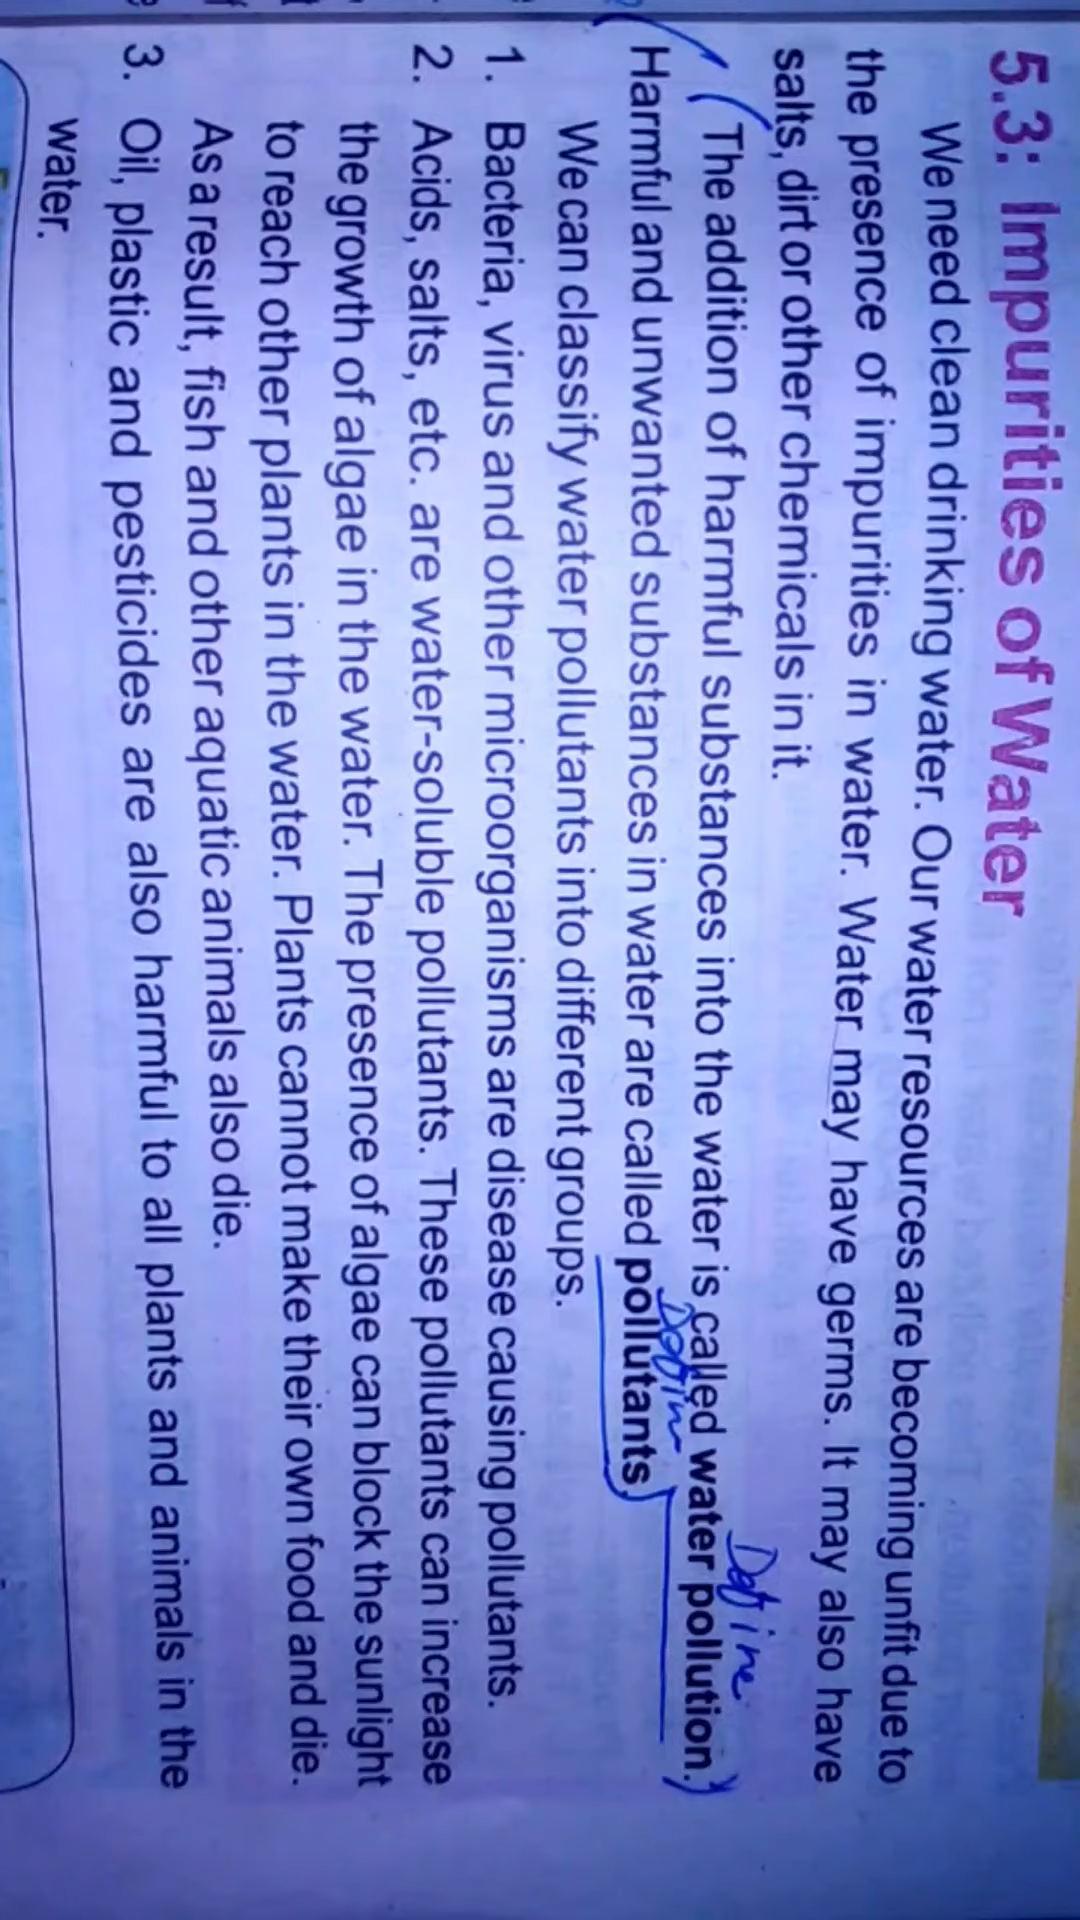 5.3: Impurities of Water
We need clean drinking water. Our water resources are becoming unfit due to
the presence of impurities in water. Water may have germs. It may also have
salts, dirt or other chemicals in it.
Define
(The addition of harmful substances into the water is called water pollution.)
Defin
Harmful and unwanted substances in water are called pollutants)
We can classify water pollutants into different groups.
1. Bacteria, virus and other microorganisms are disease causing pollutants.
2. Acids, salts, etc. are water-soluble pollutants. These pollutants can increase
the growth of algae in the water. The presence of algae can block the sunlight
to reach other plants in the water. Plants cannot make their own food and die.
As a result, fish and other aquatic animals also die.
3. Oil, plastic and pesticides are also harmful to all plants and animals in the
water.